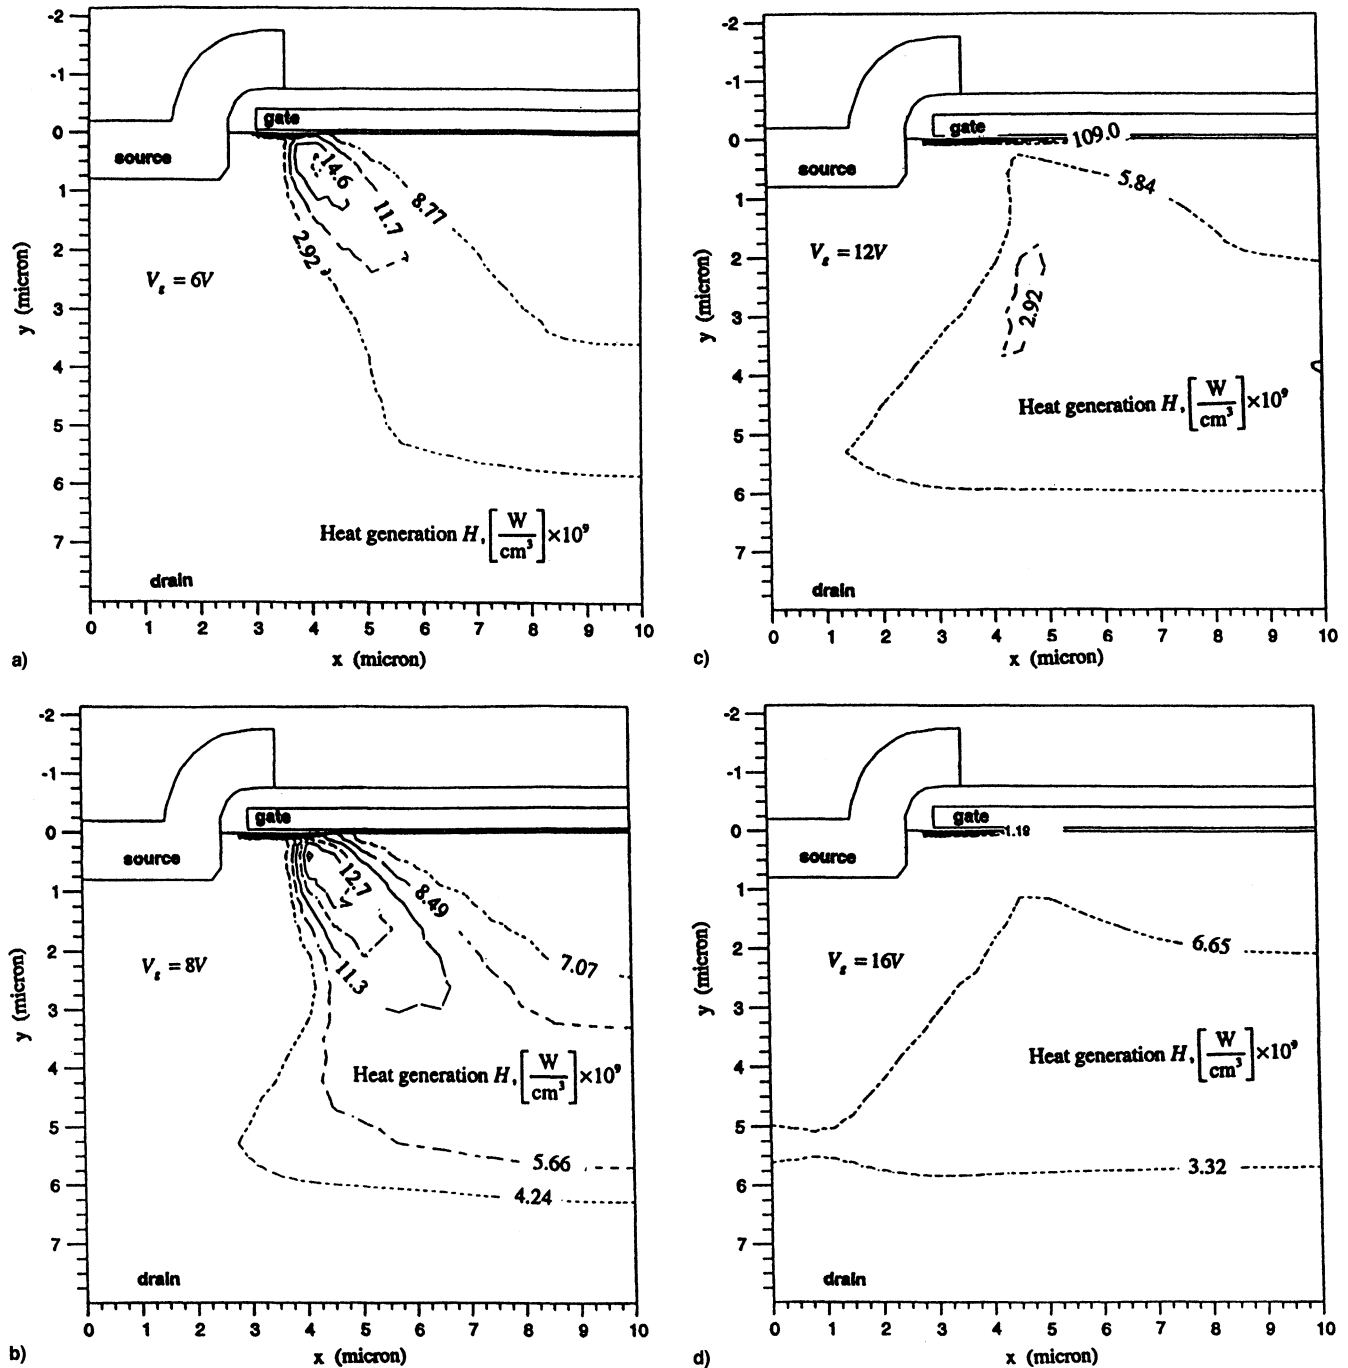 -2
-1
0
1
2
3
4
5
6
7
y (micron)
gate
source
14.6
11.7
8.77
2.92
V_g = 6V
Heat generation H, [W/cm³] ×10⁹
drain
0 1 2 3 4 5 6 7 8 9 10
x (micron)
a)
-2
-1
0
1
2
3
4
5
6
7
y (micron)
gate
109.0
source
5.84
V_g = 12V
2.92
Heat generation H, [W/cm³] ×10⁹
drain
0 1 2 3 4 5 6 7 8 9 10
x (micron)
c)
-2
-1
0
1
2
3
4
5
6
7
y (micron)
gate
source
12.7
8.49
7.07
11.3
V_g = 8V
Heat generation H, [W/cm³] ×10⁹
5.66
4.24
drain
0 1 2 3 4 5 6 7 8 9 10
x (micron)
b)
-2
-1
0
1
2
3
4
5
6
7
y (micron)
gate
source
6.65
V_g = 16V
Heat generation H, [W/cm³] ×10⁹
3.32
drain
0 1 2 3 4 5 6 7 8 9 10
x (micron)
d)